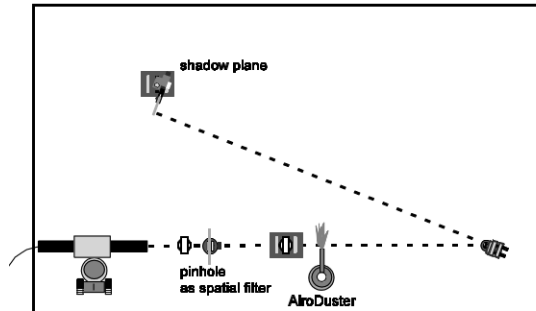 shadow plane
pinhole
as spatial filter
AiroDuster